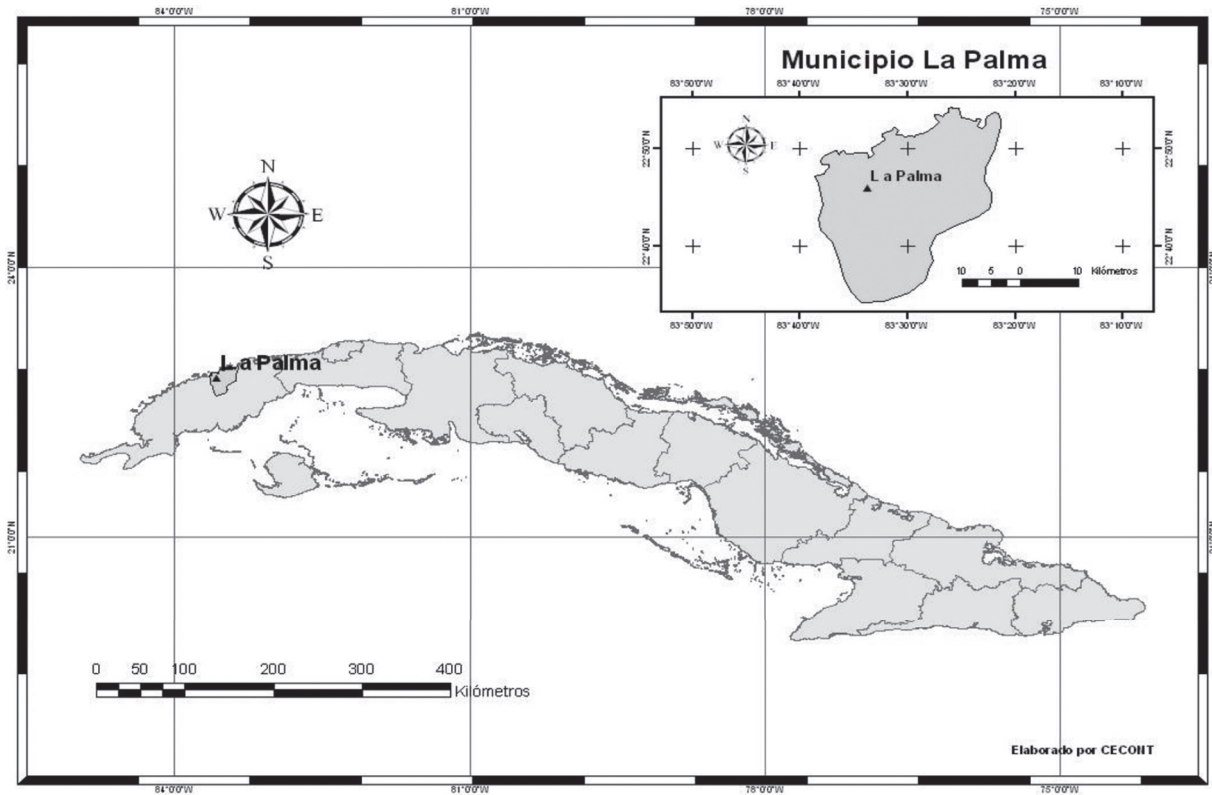 84°0'0"W 81°0'0"W 78°0'0"W 75°0'0"W
Municipio La Palma
83°50'0"W 83°40'0"W 83°30'0"W 83°20'0"W 83°10'0"W
N
W E
S
22°50'0"N 22°50'0"N
La Palma
22°40'0"N 22°40'0"N
10 5 0 10 Kilómetros
83°50'0"W 83°40'0"W 83°30'0"W 83°20'0"W 83°10'0"W
N
W E
S
24°0'0"N
La Palma
21°0'0"N
0 50 100 200 300 400
Kilómetros
Elaborado por CECONT
84°0'0"W 81°0'0"W 78°0'0"W 75°0'0"W